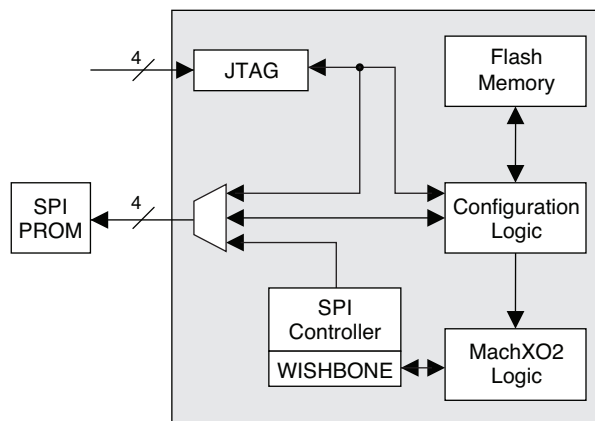 4
JTAG
Flash
Memory
4
SPI
PROM
Configuration
Logic
SPI
Controller
WISHBONE
MachXO2
Logic